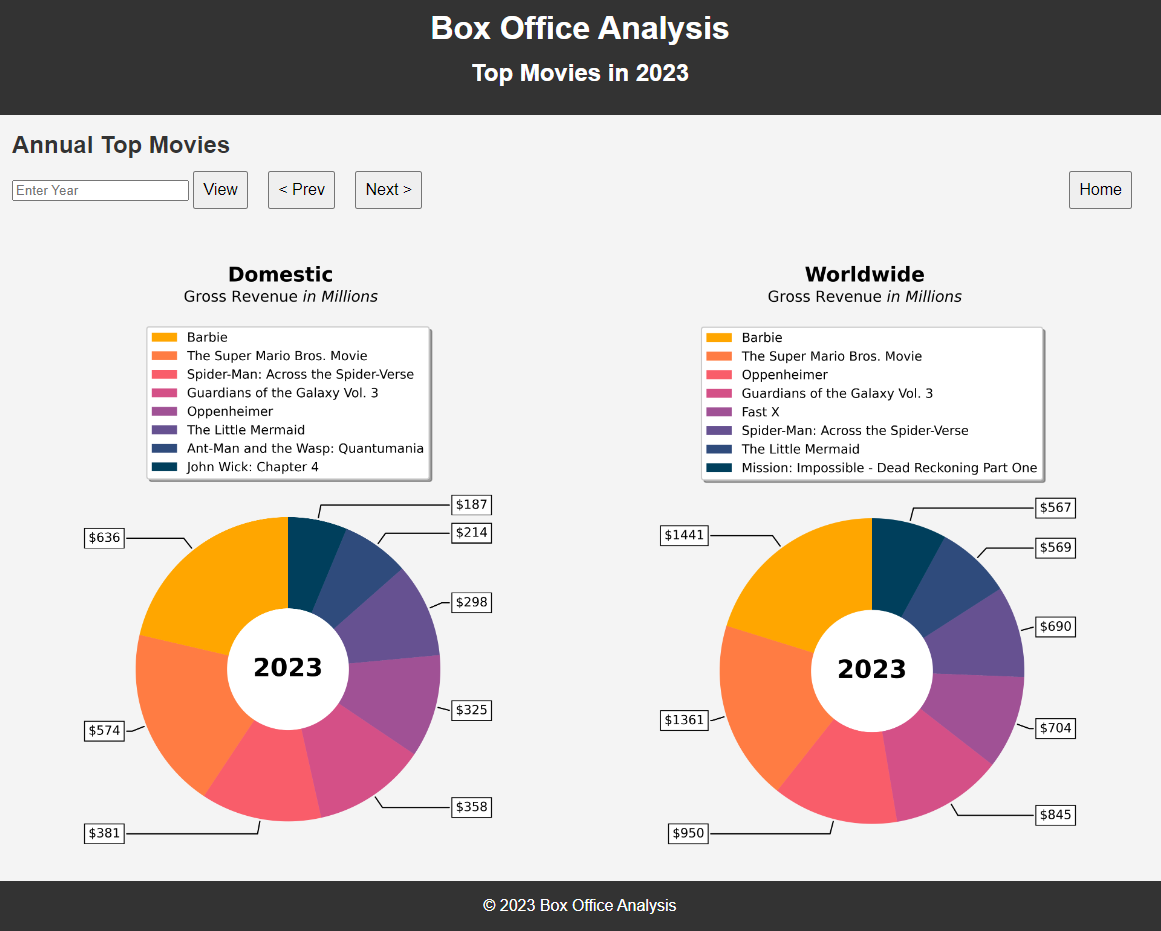 Box Office Analysis
Top Movies in 2023
Annual Top Movies
Enter Year View < Prev Next > Home
Domestic
Gross Revenue in Millions
Barbie
The Super Mario Bros. Movie
Spider-Man: Across the Spider-Verse
Guardians of the Galaxy Vol. 3
Oppenheimer
The Little Mermaid
Ant-Man and the Wasp: Quantumania
John Wick: Chapter 4
$187
$636
$214
$298
2023
$325
$574
$358
$381
Worldwide
Gross Revenue in Millions
Barbie
The Super Mario Bros. Movie
Oppenheimer
Guardians of the Galaxy Vol. 3
Fast X
Spider-Man: Across the Spider-Verse
The Little Mermaid
Mission: Impossible - Dead Reckoning Part One
$567
$1441
$569
$690
2023
$1361
$704
$845
$950
© 2023 Box Office Analysis